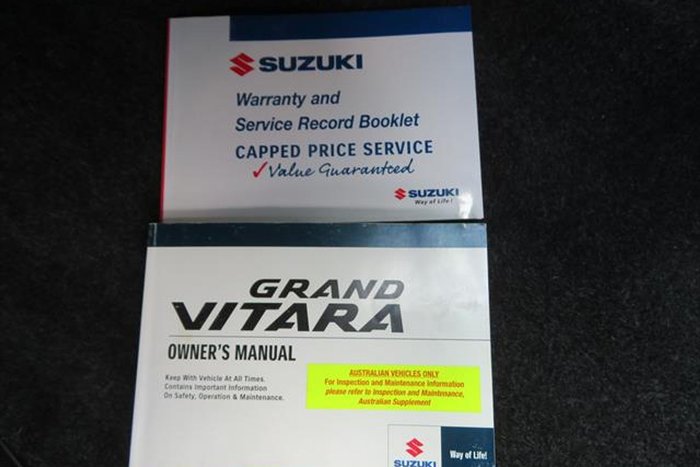 SUZUKI
Warranty and
Service Record Booklet
CAPPED PRICE SERVICE
✓Value Guaranteed
SUZUKI
Way of Life!
GRAND
VITARA
OWNER'S MANUAL
Keep With Vehicle At All Times.
Contains Important Information
On Safety, Operation & Maintenance.
AUSTRALIAN VEHICLES ONLY
For Inspection and Maintenance Information
please refer to Inspection and Maintenance,
Australian Supplement
SUZUKI
Way of Life!